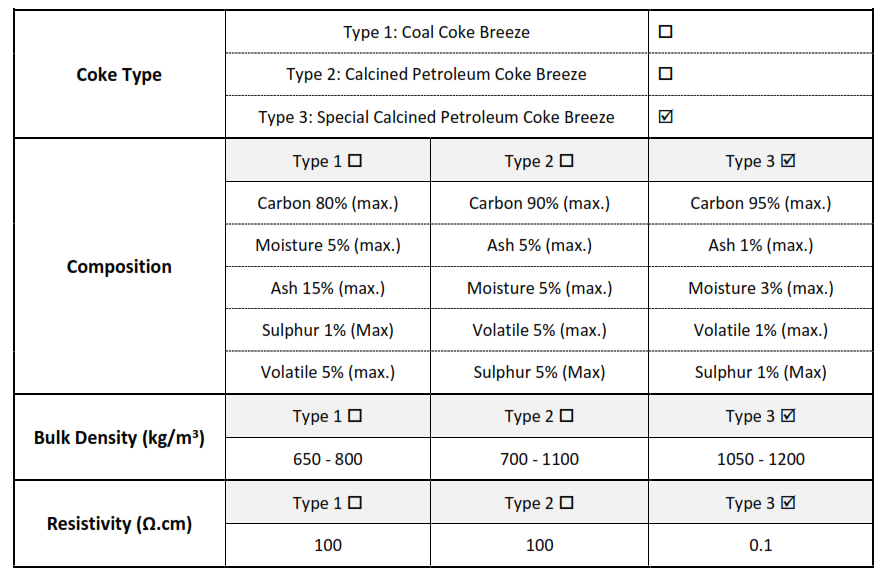 Coke Type
Type 1: Coal Coke Breeze ☐
Type 2: Calcined Petroleum Coke Breeze ☐
Type 3: Special Calcined Petroleum Coke Breeze ☑
Composition
Type 1 ☐ Type 2 ☐ Type 3 ☑
Carbon 80% (max.) Carbon 90% (max.) Carbon 95% (max.)
Moisture 5% (max.) Ash 5% (max.) Ash 1% (max.)
Ash 15% (max.) Moisture 5% (max.) Moisture 3% (max.)
Sulphur 1% (Max) Volatile 5% (max.) Volatile 1% (max.)
Volatile 5% (max.) Sulphur 5% (Max) Sulphur 1% (Max)
Bulk Density (kg/m³)
Type 1 ☐ Type 2 ☐ Type 3 ☑
650 - 800 700 - 1100 1050 - 1200
Resistivity (Ω.cm)
Type 1 ☐ Type 2 ☐ Type 3 ☑
100 100 0.1